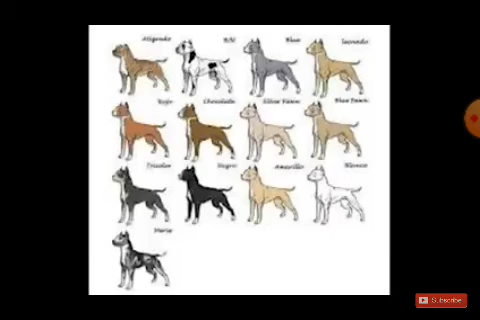 Atigrado B/N Blue leonado
Rojo Chocolate Silver Fawn Blue Fawn
Tricolor Negro Amarillo Blanco
Merle
Subscribe